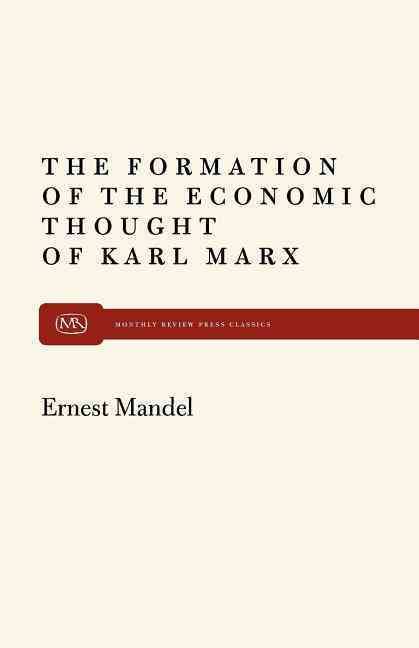 THE FORMATION
OF THE ECONOMIC
THOUGHT
OF KARL MARX
MR
MONTHLY REVIEW PRESS CLASSICS
Ernest Mandel